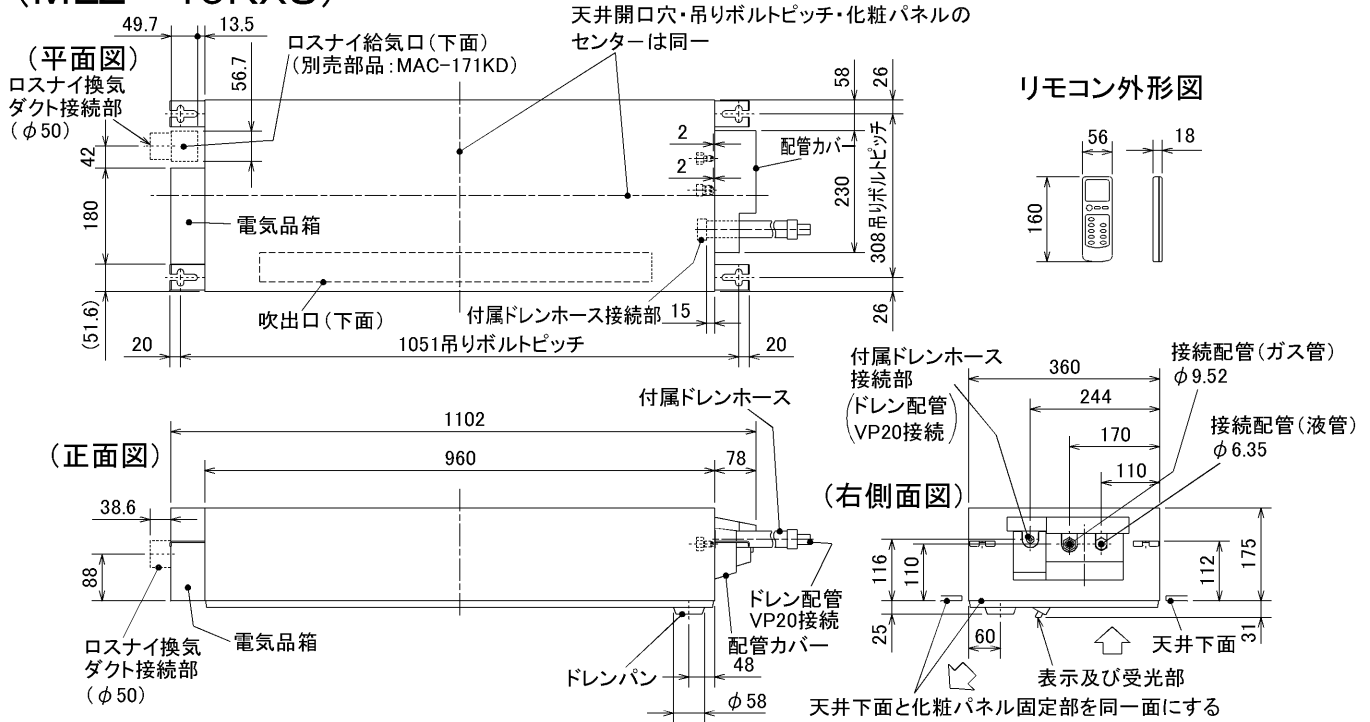 天井開口穴・吊りボルトピッチ・化粧パネルの
センターは同一
49.7
13.5
(平面図)
ロスナイ給気口(下面)
(別売部品:MAC-171KD)
56.7
ロスナイ換気
ダクト接続部
(φ50)
58
26
42
180
(51.6)
電気品箱
2
2
配管カバー
230
308吊りボルトピッチ
26
吹出口(下面)
付属ドレンホース接続部
15
20
1051吊りボルトピッチ
20
リモコン外形図
56
18
160
(正面図)
1102
付属ドレンホース
960
78
38.6
88
ロスナイ換気
ダクト接続部
(φ50)
電気品箱
ドレン配管
VP20接続
配管カバー
ドレンパン
48
φ58
(右側面図)
付属ドレンホース
接続部
(ドレン配管
VP20接続)
360
接続配管(ガス管)
φ9.52
244
接続配管(液管)
φ6.35
170
110
116
110
112
175
25
60
31
天井下面
表示及び受光部
天井下面と化粧パネル固定部を同一面にする